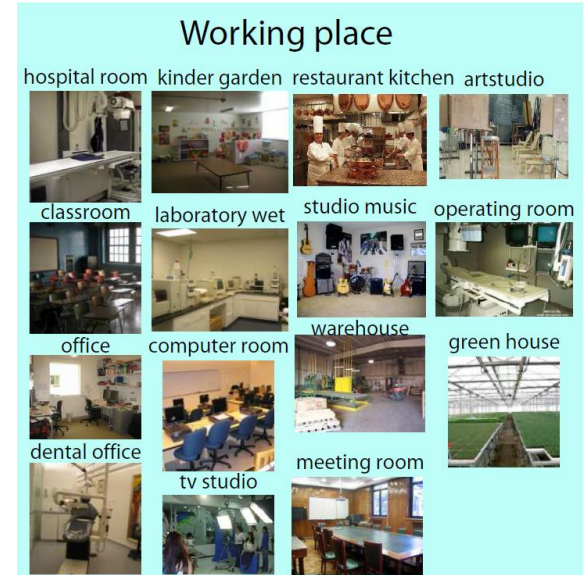 Working place
hospital room kinder garden restaurant kitchen artstudio
classroom laboratory wet studio music operating room
office computer room warehouse green house
dental office tv studio meeting room